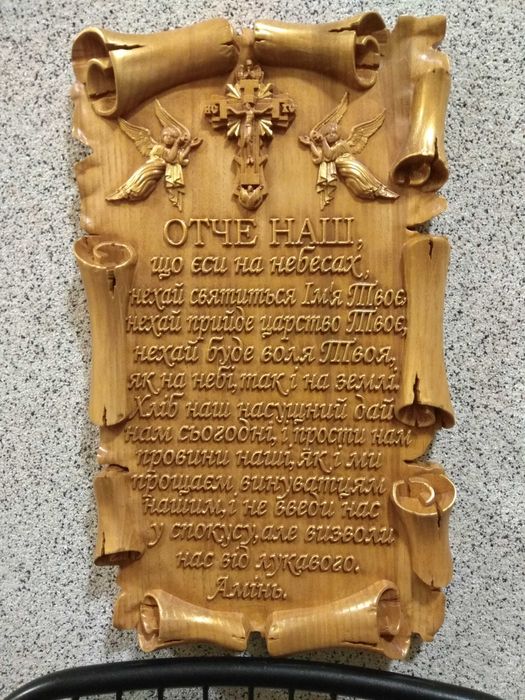 ОТЧЕ НАШ,
що єси на небесах,
нехай святиться Ім'я Твоє,
нехай прийде царство Твоє,
нехай буде воля Твоя,
як на небі, так і на землі.
Хліб наш насущний дай
нам сьогодні, і прости нам
провини наші, як і ми
прощаєм винуватцям
нашим, і не введи нас
у спокусу, але визволи
нас від лукавого.
Амінь.